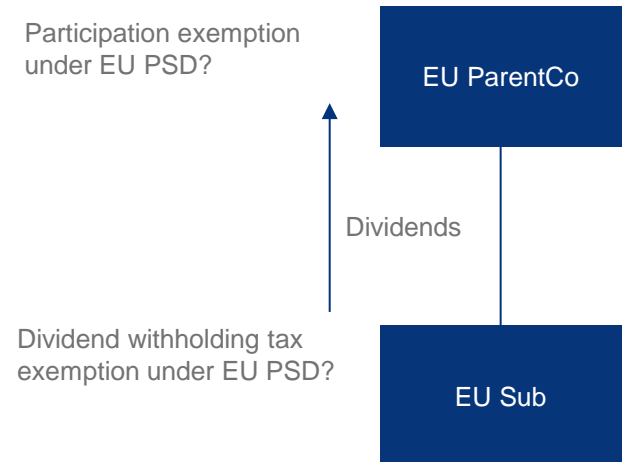 Participation exemption
under EU PSD?
EU ParentCo
Dividends
Dividend withholding tax
exemption under EU PSD?
EU Sub